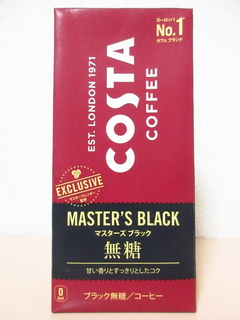 ヨーロッパ
No.1
カフェブランド
COSTA
COFFEE
EST. LONDON 1971
EXCLUSIVE
MASTER'S BLACK
マスターズ ブラック
無糖
甘い香りとすっきりとしたコク
0
kcal
ブラック無糖／コーヒー